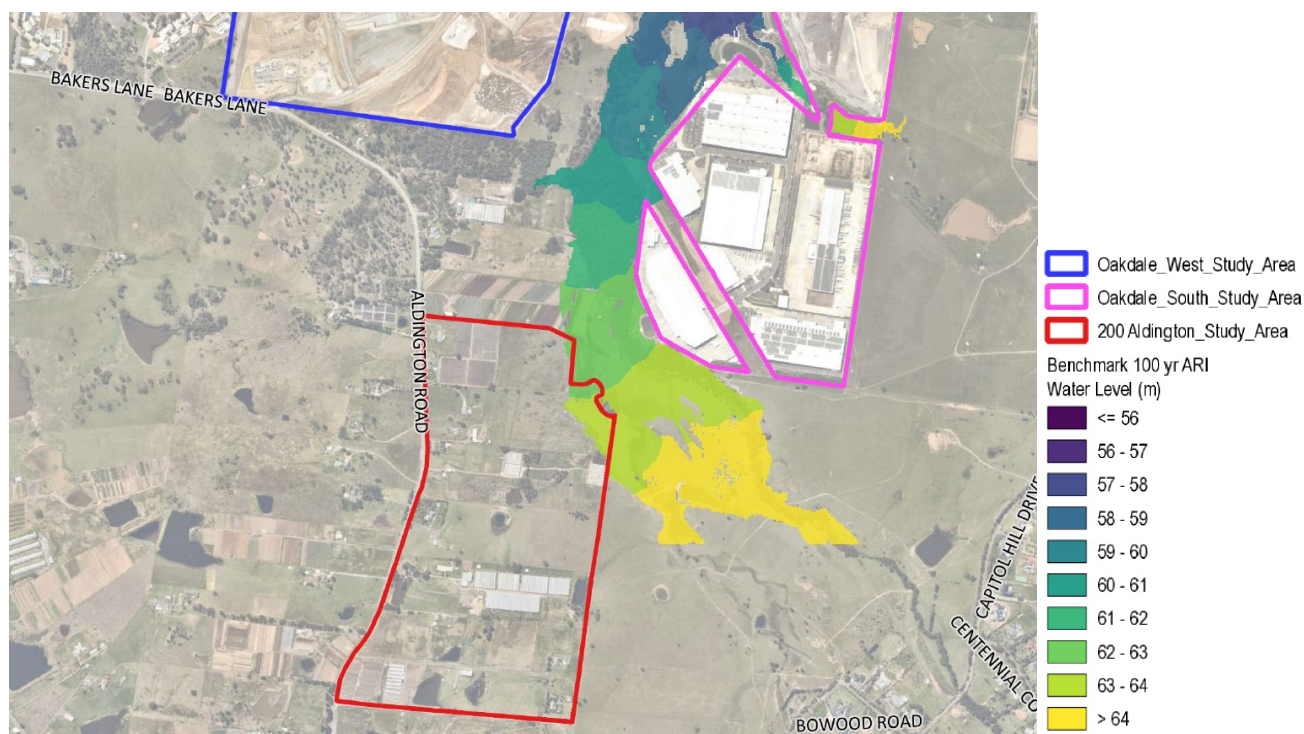 BAKERS LANE BAKERS LANE
ALDINGTON ROAD
CAPITOL HILL DRIVE
CENTENNIAL CO
BOWOOD ROAD
Oakdale_West_Study_Area
Oakdale_South_Study_Area
200 Aldington_Study_Area
Benchmark 100 yr ARI
Water Level (m)
<= 56
56 - 57
57 - 58
58 - 59
59 - 60
60 - 61
61 - 62
62 - 63
63 - 64
> 64